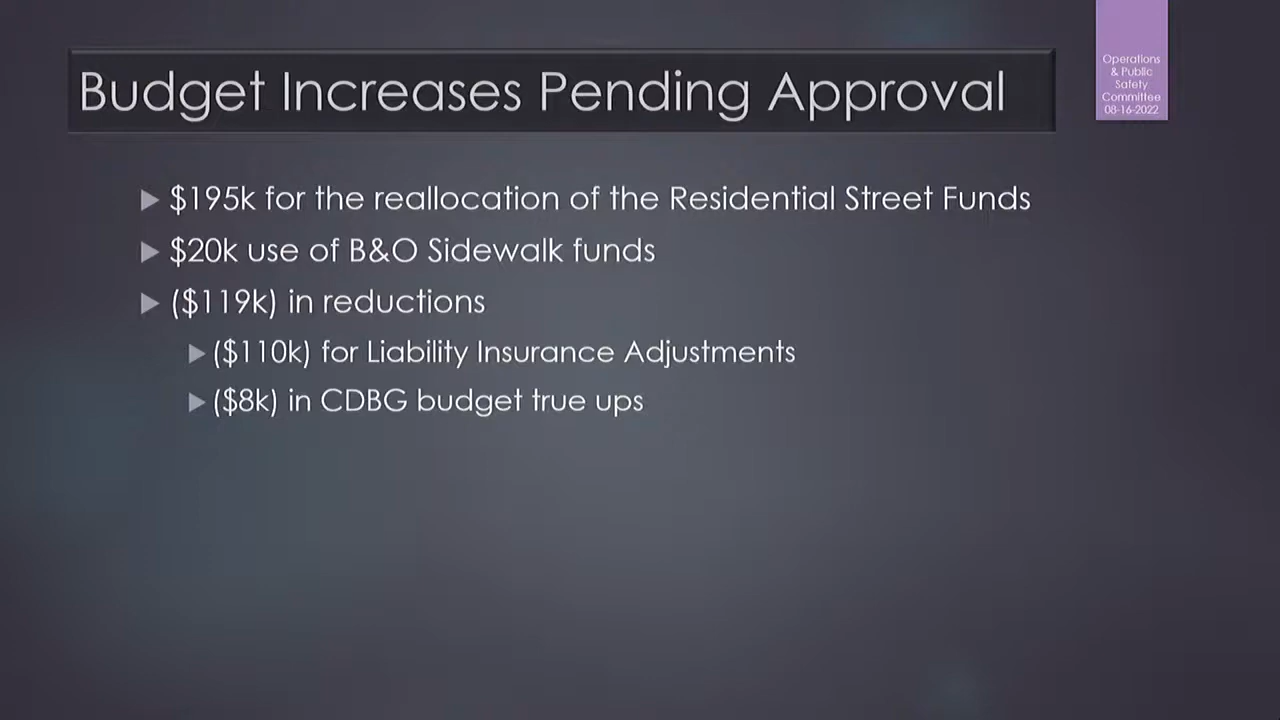 Budget Increases Pending Approval
Operations
& Public
Safety
Committee
08-16-2022
$195k for the reallocation of the Residential Street Funds
$20k use of B&O Sidewalk funds
($119k) in reductions
($110k) for Liability Insurance Adjustments
($8k) in CDBG budget true ups